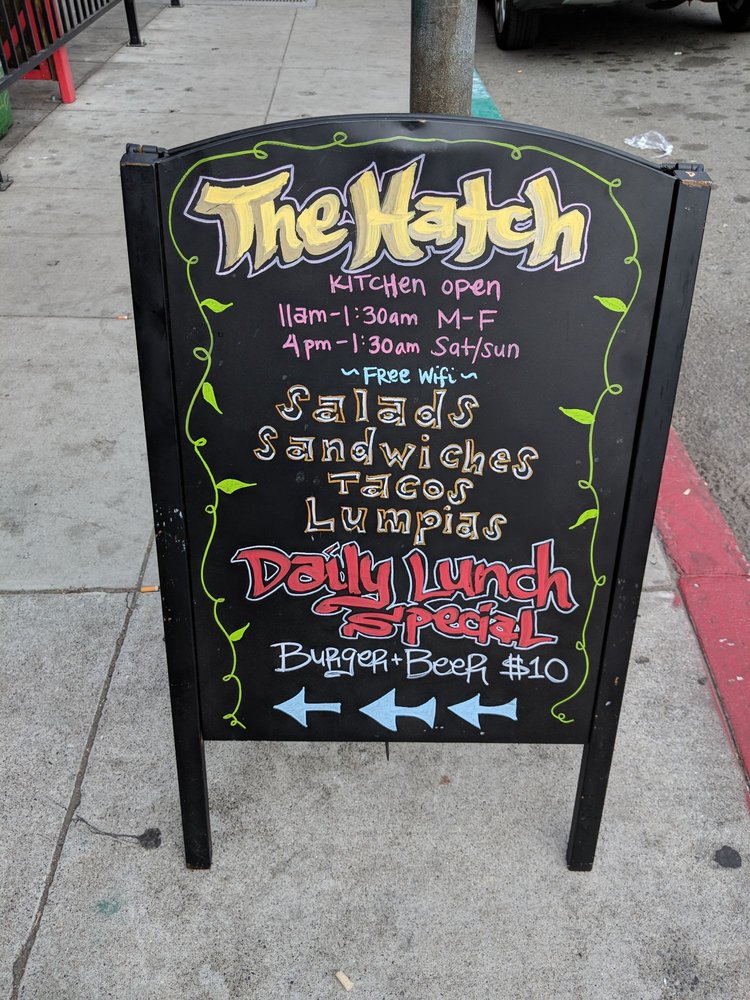 The Hatch
Kitchen open
11am-1:30am M-F
4pm-1:30am Sat/sun
~Free Wifi~
Salads
Sandwiches
Tacos
Lumpias
Daily Lunch
Special
Burger+Beer $10